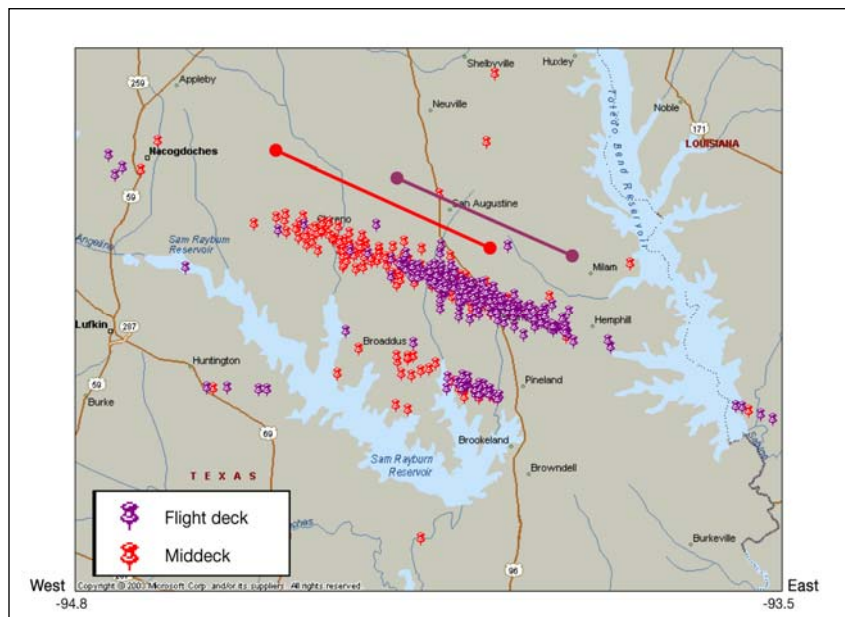 Shelbyville
Huxley
259
Appleby
Neuville
Noble
171
LOUISIANA
Nacogdoches
Toledo Bend Reservoir
59
San Augustine
Chireno
Sam Rayburn
Reservoir
Milam
Lufkin
287
Hemphill
Broaddus
Huntington
Pineland
59
Burke
69
Brookeland
Sam Rayburn
Reservoir
TEXAS
Browndell
Flight deck
Middeck
Burkeville
96
West
East
Copyright © 2003 Microsoft Corp. and/or its suppliers. All rights reserved.
-94.8
-93.5